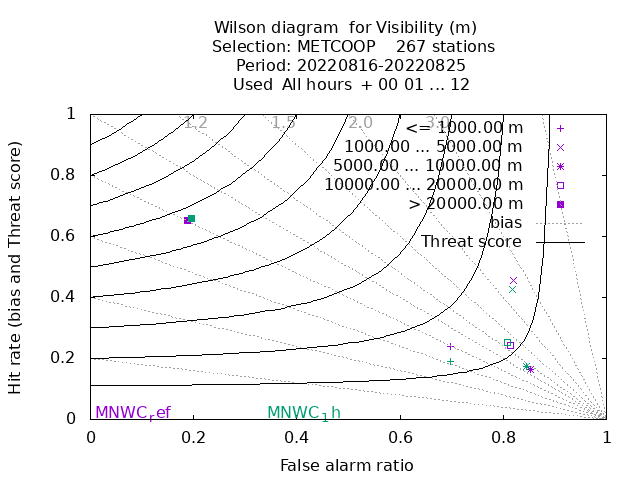 Wilson diagram  for Visibility (m)
Selection: METCOOP    267 stations
Period: 20220816-20220825
Used  All hours  + 00 01 ... 12
1.2 1.5 2.0 3.0
<= 1000.00 m
1000.00 ... 5000.00 m
5000.00 ... 10000.00 m
10000.00 ... 20000.00 m
> 20000.00 m
bias
Threat score
Hit rate (bias and Threat score)
1
0.8
0.6
0.4
0.2
0
MNWC_ref MNWC_1h
0 0.2 0.4 0.6 0.8 1
False alarm ratio